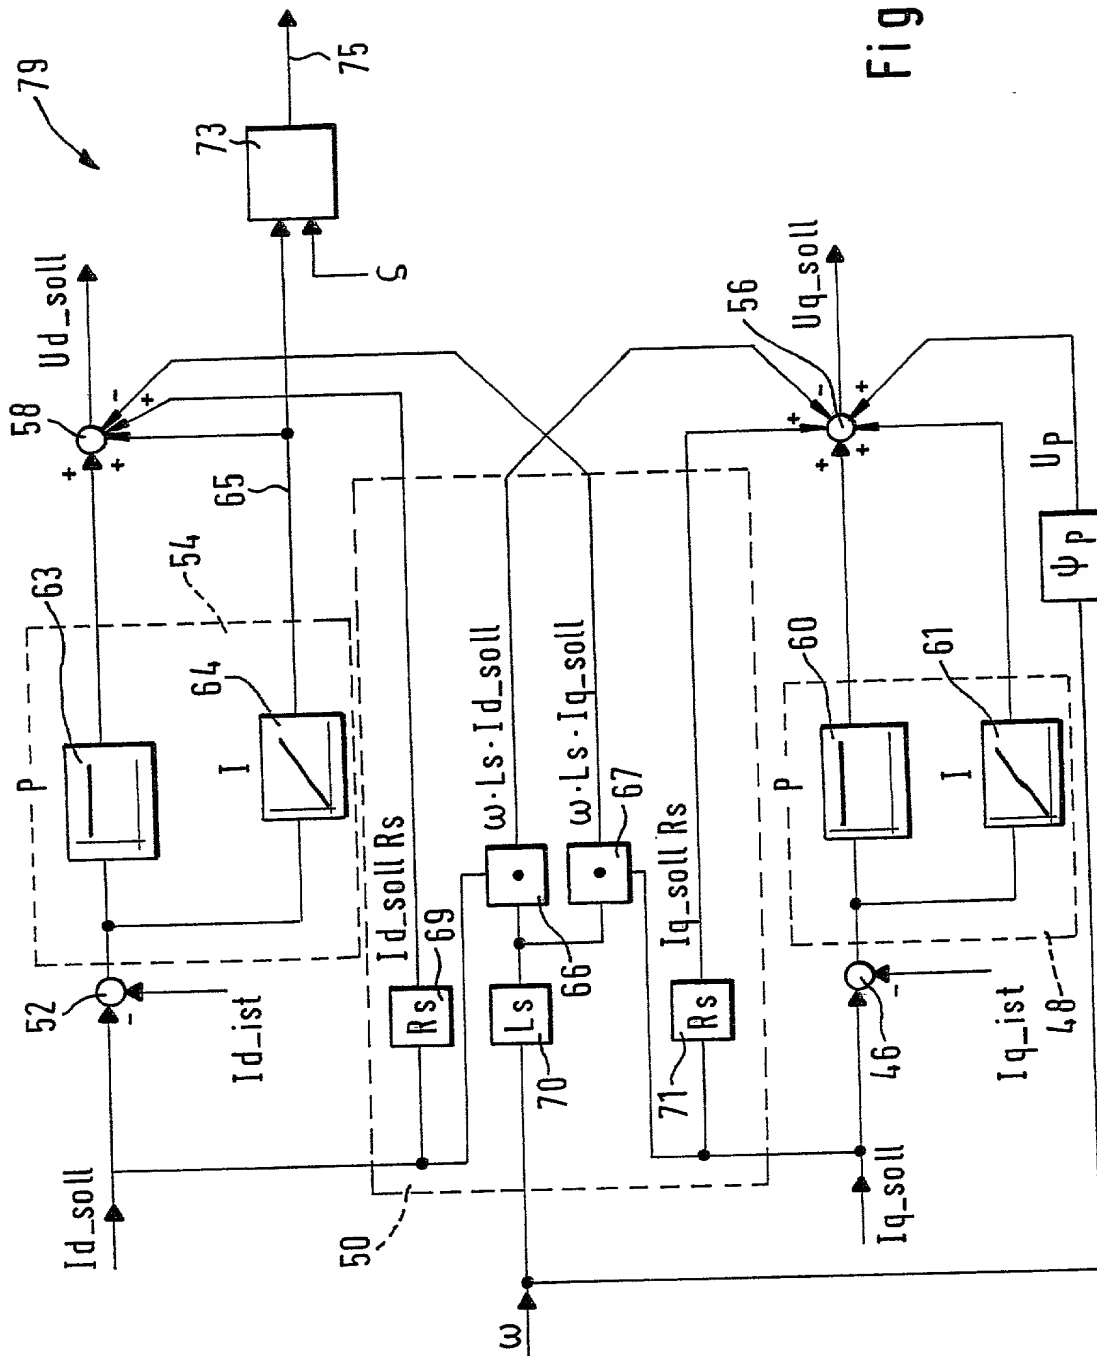 79
75
73
S
Ud_soll
58
65
54
63
P
64
I
52
Id_ist
Id_soll
Id_soll Rs
69
Rs
50
ω·Ls·Id_soll
ω·Ls·Iq_soll
66
67
Ls
70
ω
Iq_soll Rs
Rs
71
Uq_soll
56
60
P
61
I
46
48
Iq_ist
Iq_soll
Up
ψp
Fig
+
+
+
-
+
+
+
-
+
-
-